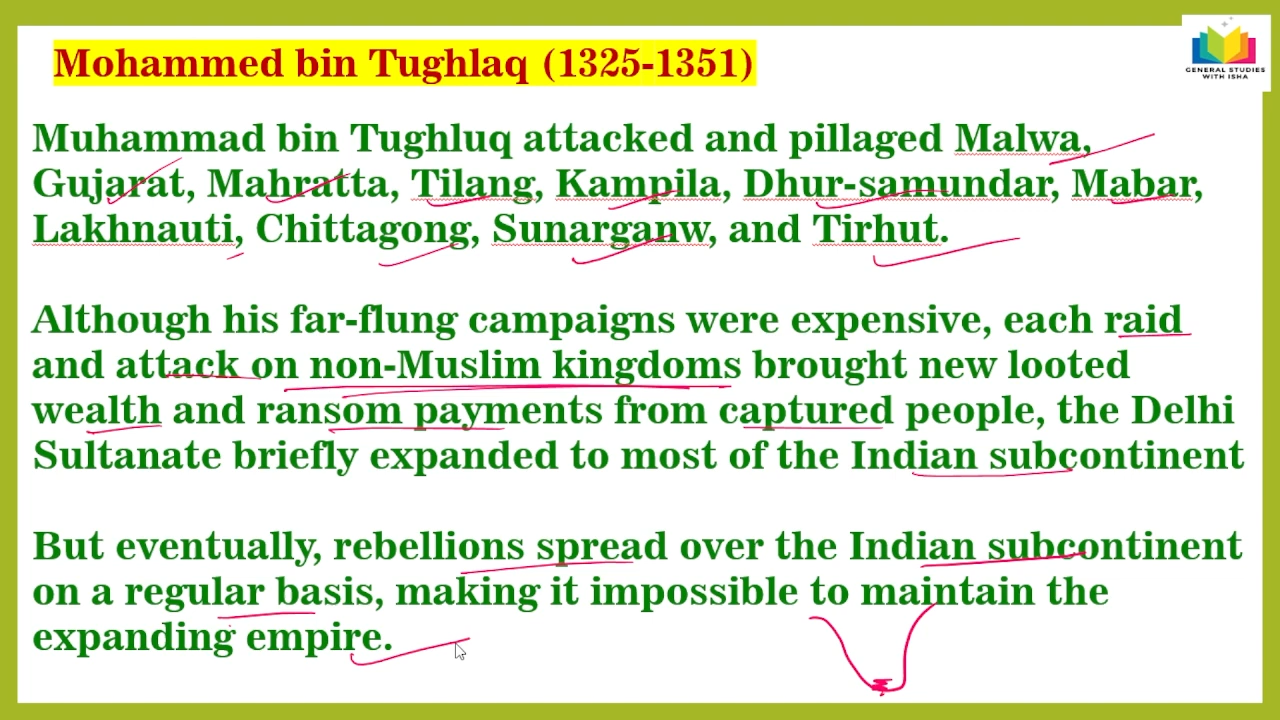 Mohammed bin Tughlaq (1325-1351)
GENERAL STUDIES
WITH ISHA
Muhammad bin Tughluq attacked and pillaged Malwa,
Gujarat, Mahratta, Tilang, Kampila, Dhur-samundar, Mabar,
Lakhnauti, Chittagong, Sunarganw, and Tirhut.
Although his far-flung campaigns were expensive, each raid
and attack on non-Muslim kingdoms brought new looted
wealth and ransom payments from captured people, the Delhi
Sultanate briefly expanded to most of the Indian subcontinent
But eventually, rebellions spread over the Indian subcontinent
on a regular basis, making it impossible to maintain the
expanding empire.